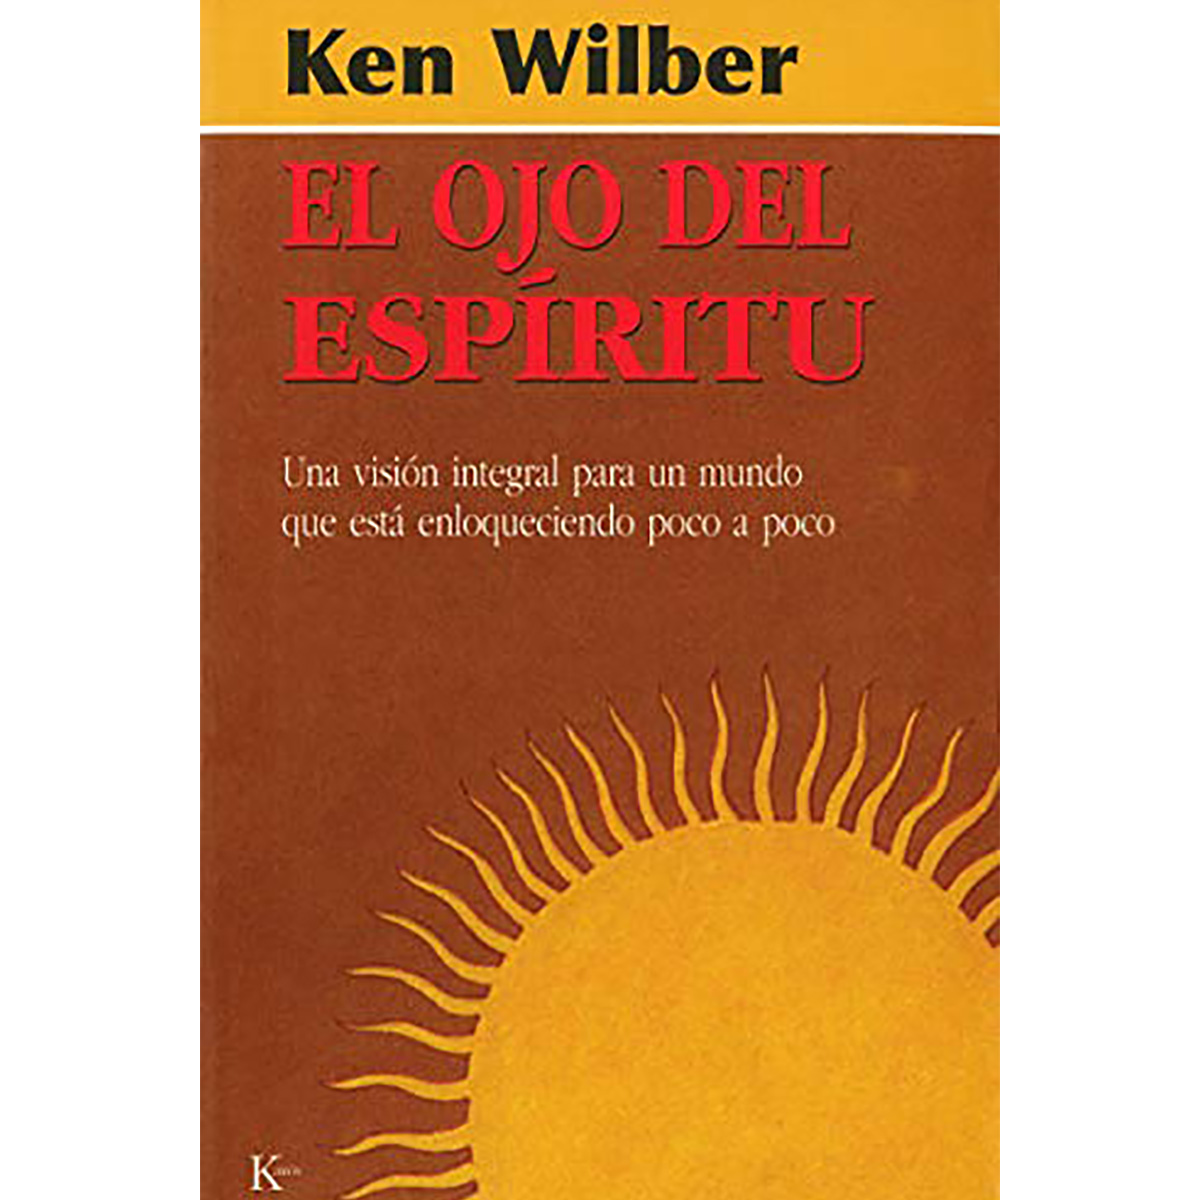 Ken Wilber
EL OJO DEL
ESPÍRITU
Una visión integral para un mundo
que está enloqueciendo poco a poco
K